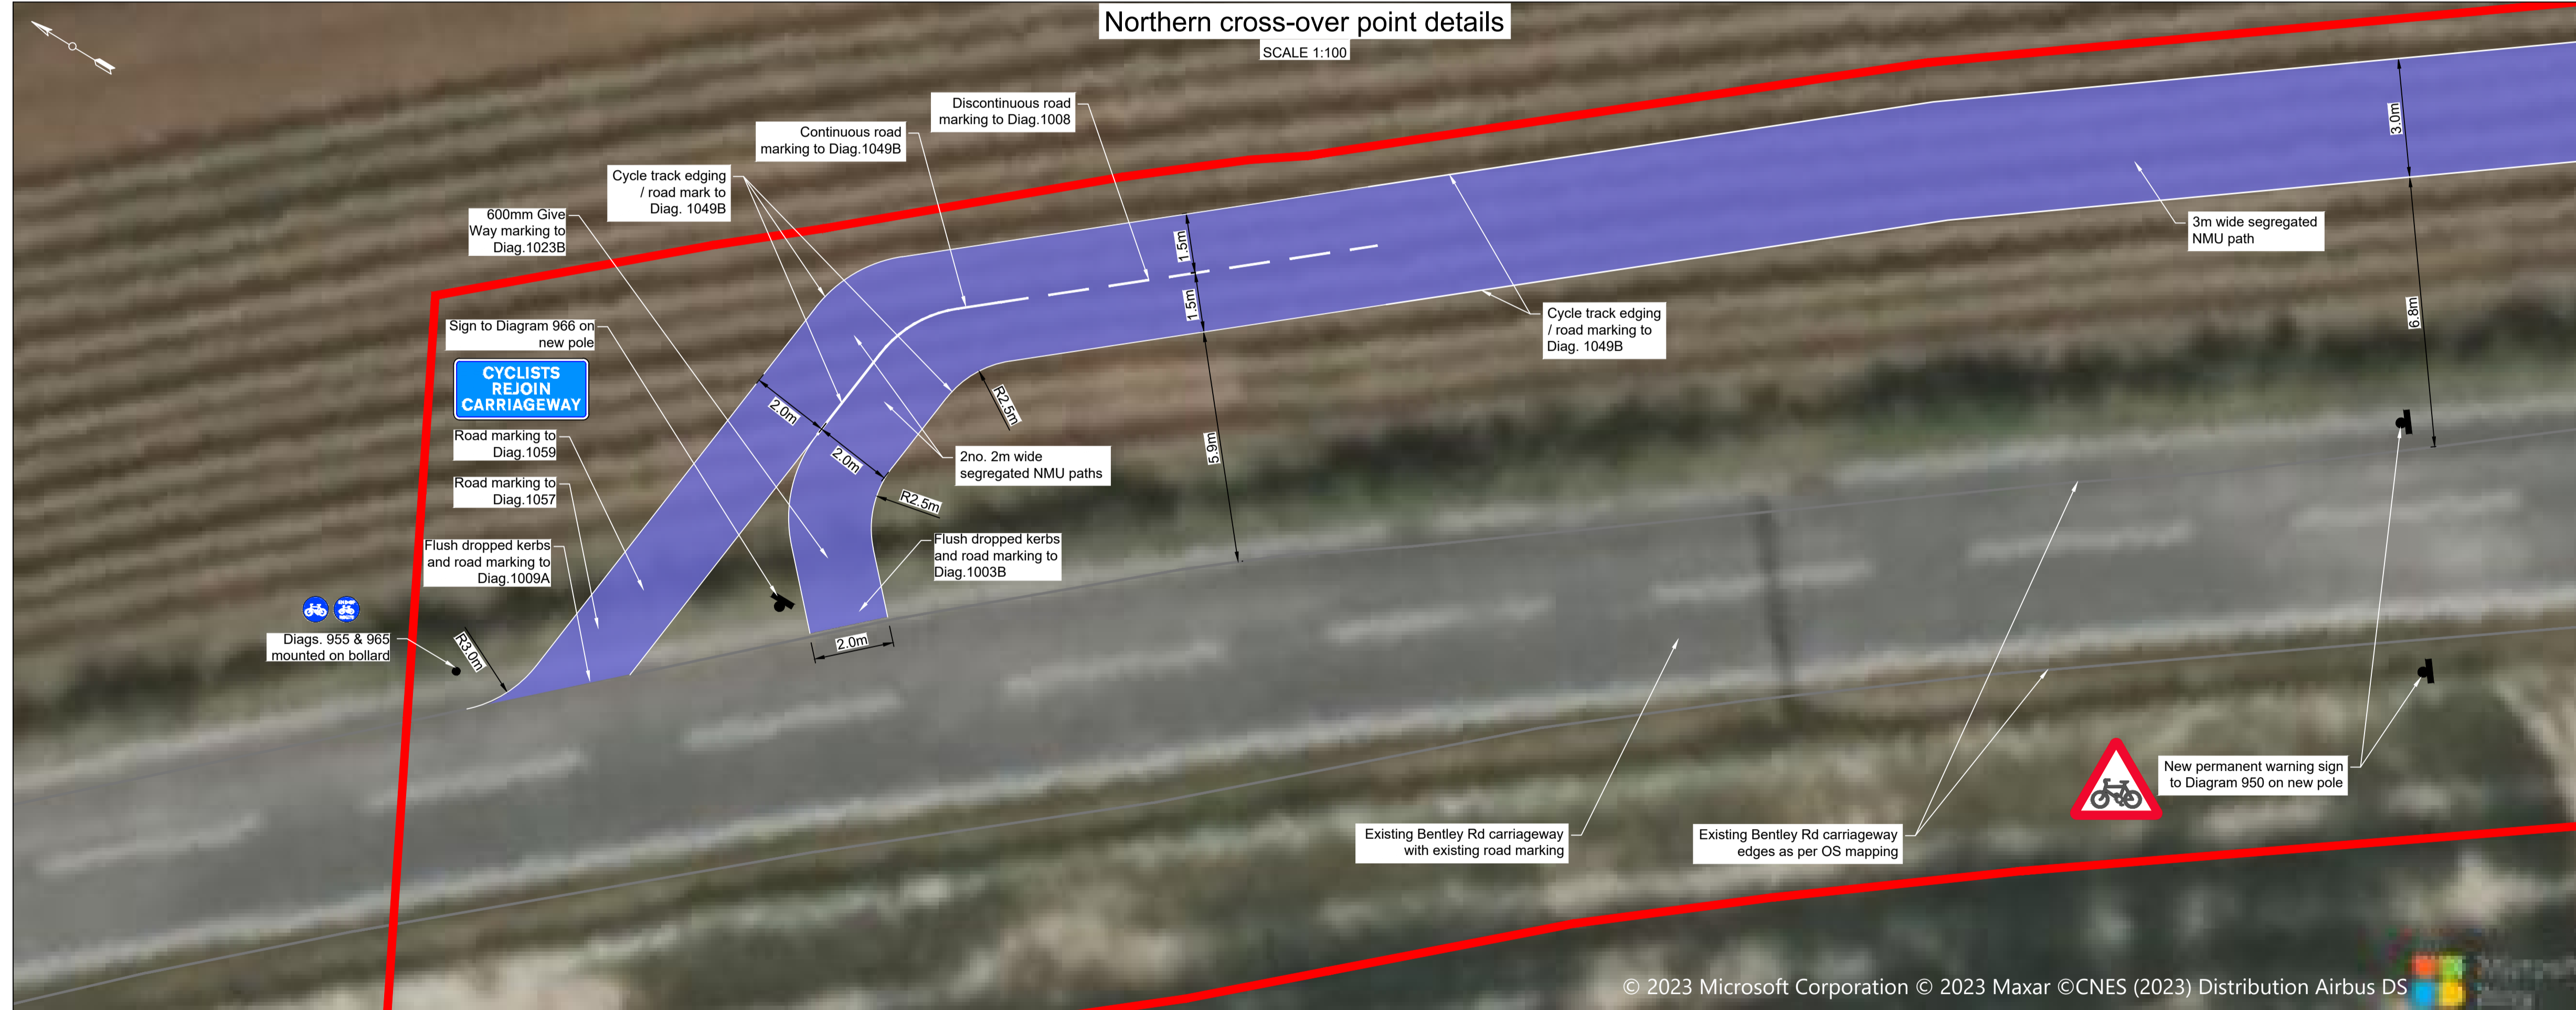 Northern cross-over point details
SCALE 1:100
Discontinuous road
marking to Diag.1008
Continuous road
marking to Diag.1049B
Cycle track edging
/ road mark to
Diag. 1049B
600mm Give
Way marking to
Diag.1023B
Sign to Diagram 966 on
new pole
CYCLISTS
REJOIN
CARRIAGEWAY
Road marking to
Diag.1059
Road marking to
Diag.1057
Flush dropped kerbs
and road marking to
Diag.1009A
Diags. 955 & 965
mounted on bollard
R3.0m
2.0m
2.0m
2.0m
R2.5m
R2.5m
2no. 2m wide
segregated NMU paths
Flush dropped kerbs
and road marking to
Diag.1003B
1.5m
1.5m
5.9m
Cycle track edging
/ road marking to
Diag. 1049B
3.0m
3m wide segregated
NMU path
6.8m
Existing Bentley Rd carriageway
with existing road marking
Existing Bentley Rd carriageway
edges as per OS mapping
New permanent warning sign
to Diagram 950 on new pole
© 2023 Microsoft Corporation © 2023 Maxar ©CNES (2023) Distribution Airbus DS